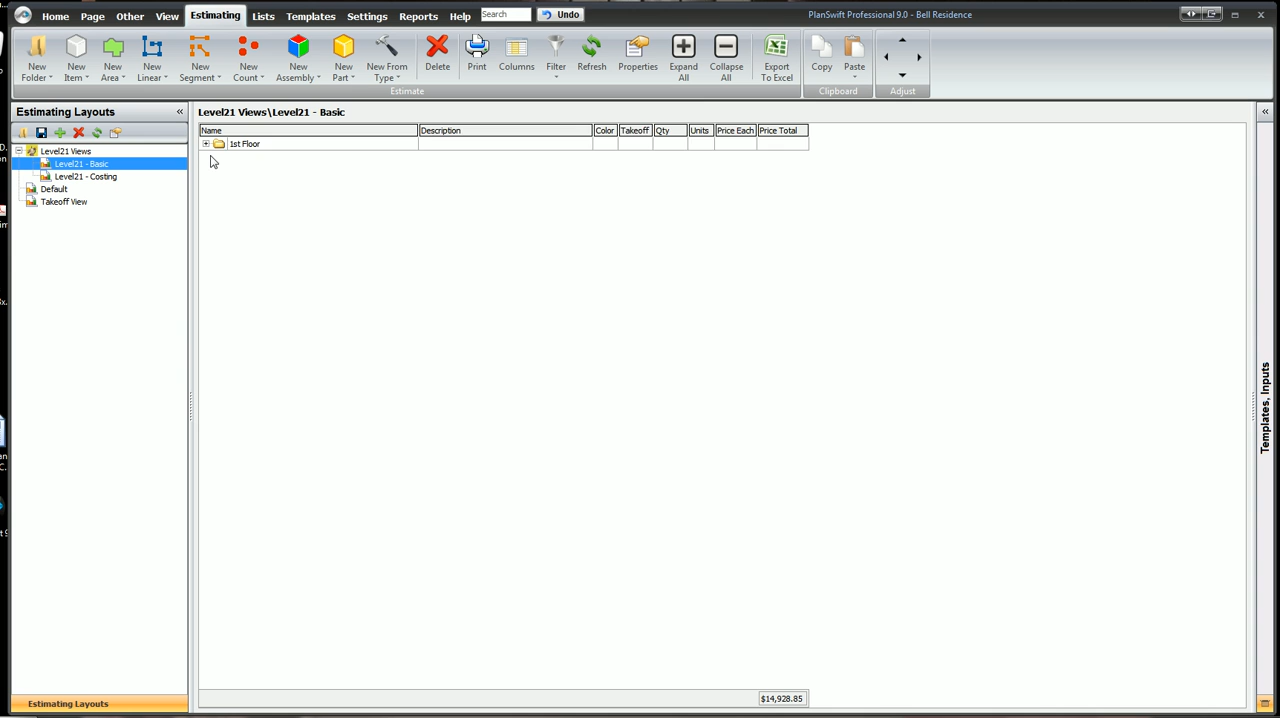 Home Page Other View Estimating Lists Templates Settings Reports Help Search Undo PlanSwift Professional 9.0 - Bell Residence
New Folder New Item New Area New Linear New Segment New Count New Assembly New Part New From Type Delete Print Columns Filter Refresh Properties Expand All Collapse All Export To Excel Copy Paste
Estimate Clipboard Adjust
Estimating Layouts «
Level21 Views\Level21 - Basic «
Name Description Color Takeoff Qty Units Price Each Price Total
1st Floor
Level21 Views
Level21 - Basic
Level21 - Costing
Default
Takeoff View
Templates, Inputs
$14,928.85
Estimating Layouts